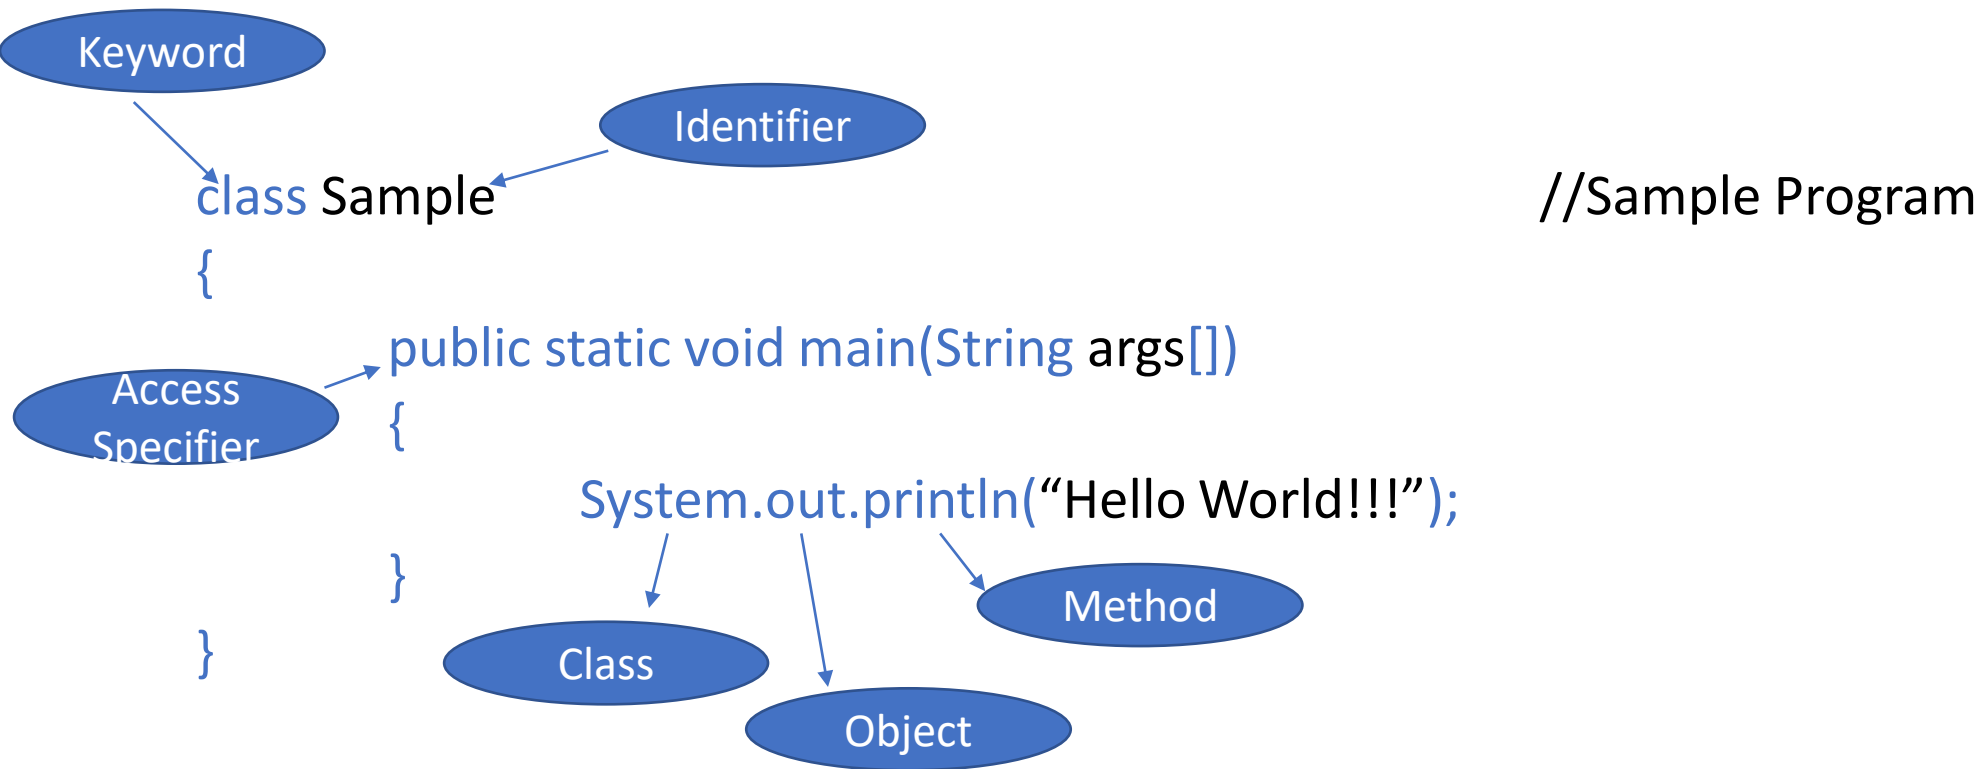 Keyword
Identifier
class Sample //Sample Program
{
public static void main(String args[])
Access
Specifier
{
System.out.println(“Hello World!!!”);
}
Method
}
Class
Object